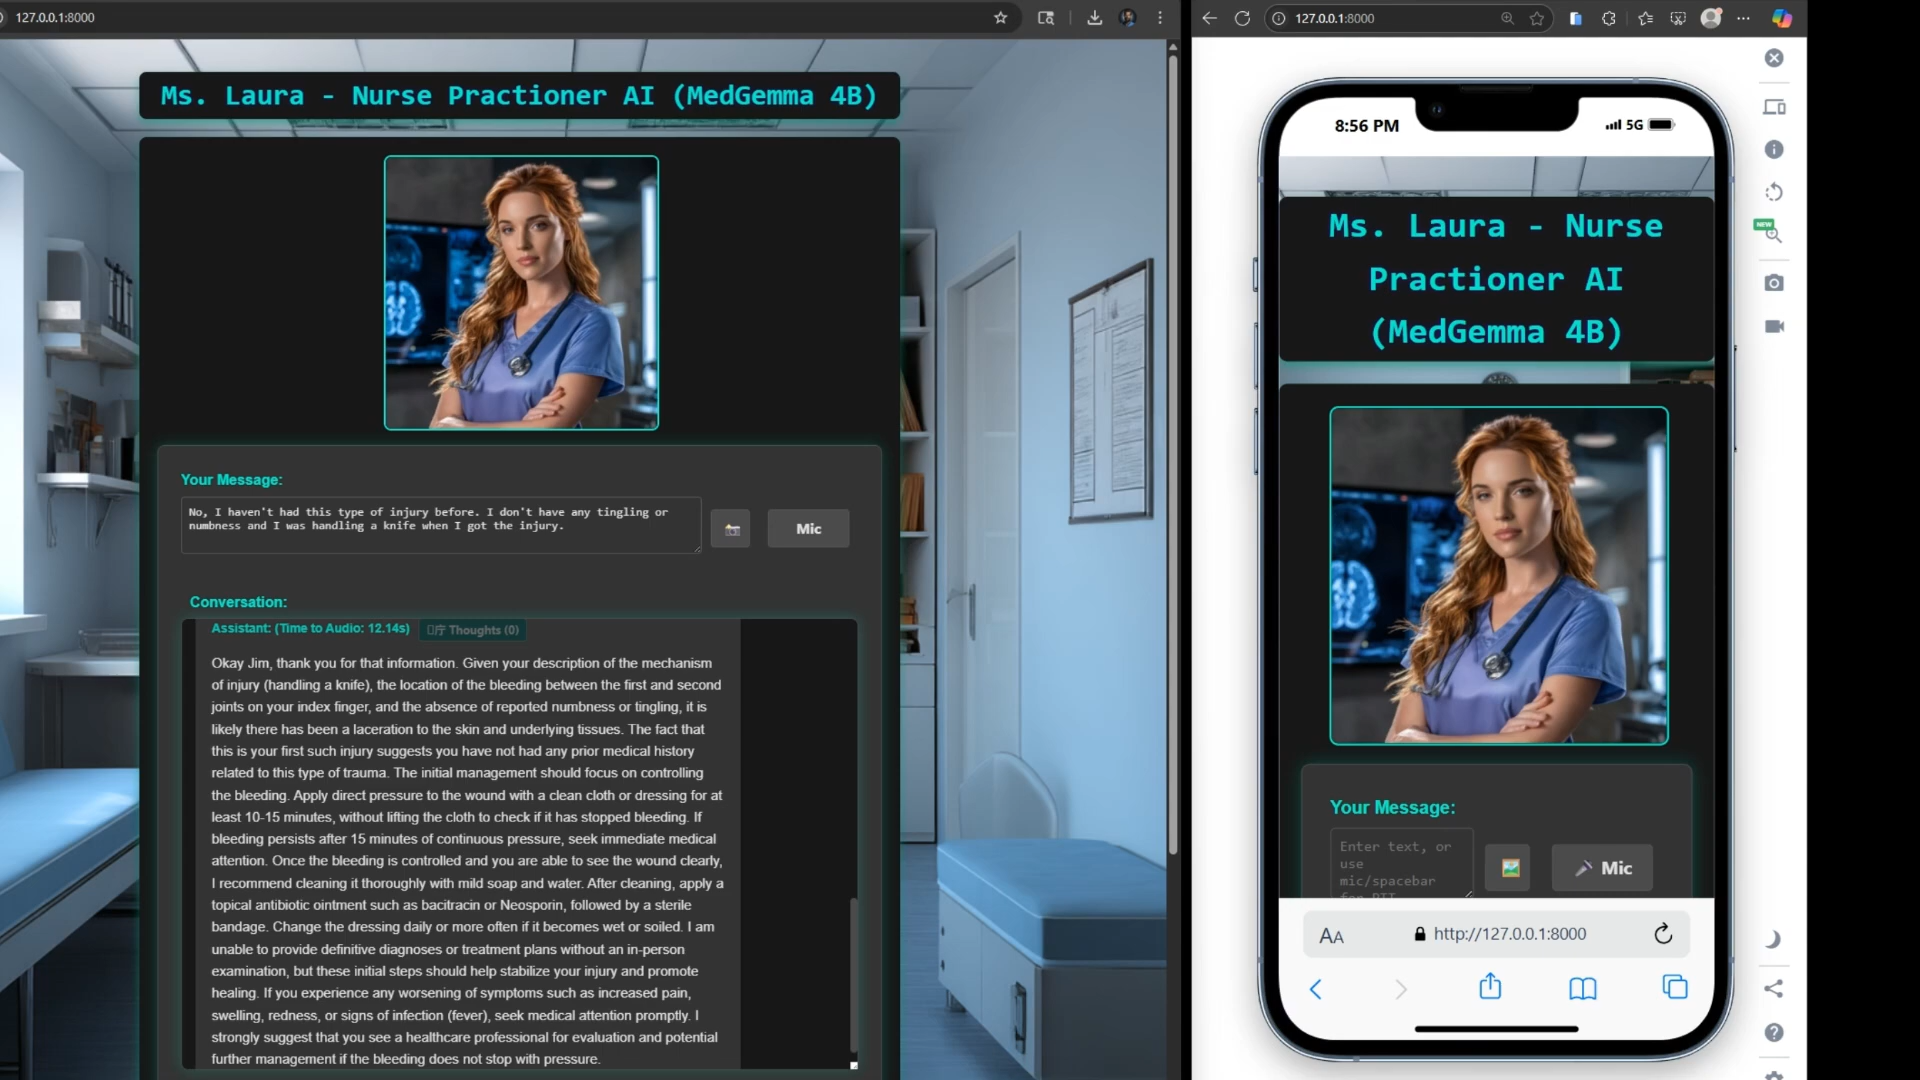 127.0.0.1:8000
Ms. Laura - Nurse Practioner AI (MedGemma 4B)
Your Message:
No, I haven't had this type of injury before. I don't have any tingling or
numbness and I was handling a knife when I got the injury.
Mic
Conversation:
Assistant: (Time to Audio: 12.14s)
Thoughts (0)
Okay Jim, thank you for that information. Given your description of the mechanism
of injury (handling a knife), the location of the bleeding between the first and second
joints on your index finger, and the absence of reported numbness or tingling, it is
likely there has been a laceration to the skin and underlying tissues. The fact that
this is your first such injury suggests you have not had any prior medical history
related to this type of trauma. The initial management should focus on controlling
the bleeding. Apply direct pressure to the wound with a clean cloth or dressing for at
least 10-15 minutes, without lifting the cloth to check if it has stopped bleeding. If
bleeding persists after 15 minutes of continuous pressure, seek immediate medical
attention. Once the bleeding is controlled and you are able to see the wound clearly,
I recommend cleaning it thoroughly with mild soap and water. After cleaning, apply a
topical antibiotic ointment such as bacitracin or Neosporin, followed by a sterile
bandage. Change the dressing daily or more often if it becomes wet or soiled. I am
unable to provide definitive diagnoses or treatment plans without an in-person
examination, but these initial steps should help stabilize your injury and promote
healing. If you experience any worsening of symptoms such as increased pain,
swelling, redness, or signs of infection (fever), seek medical attention promptly. I
strongly suggest that you see a healthcare professional for evaluation and potential
further management if the bleeding does not stop with pressure.
127.0.0.1:8000
8:56 PM
5G
Ms. Laura - Nurse
Practioner AI
(MedGemma 4B)
Your Message:
Enter text, or
use
mic/spacebar
for PTT
Mic
AA
http://127.0.0.1:8000
NEW